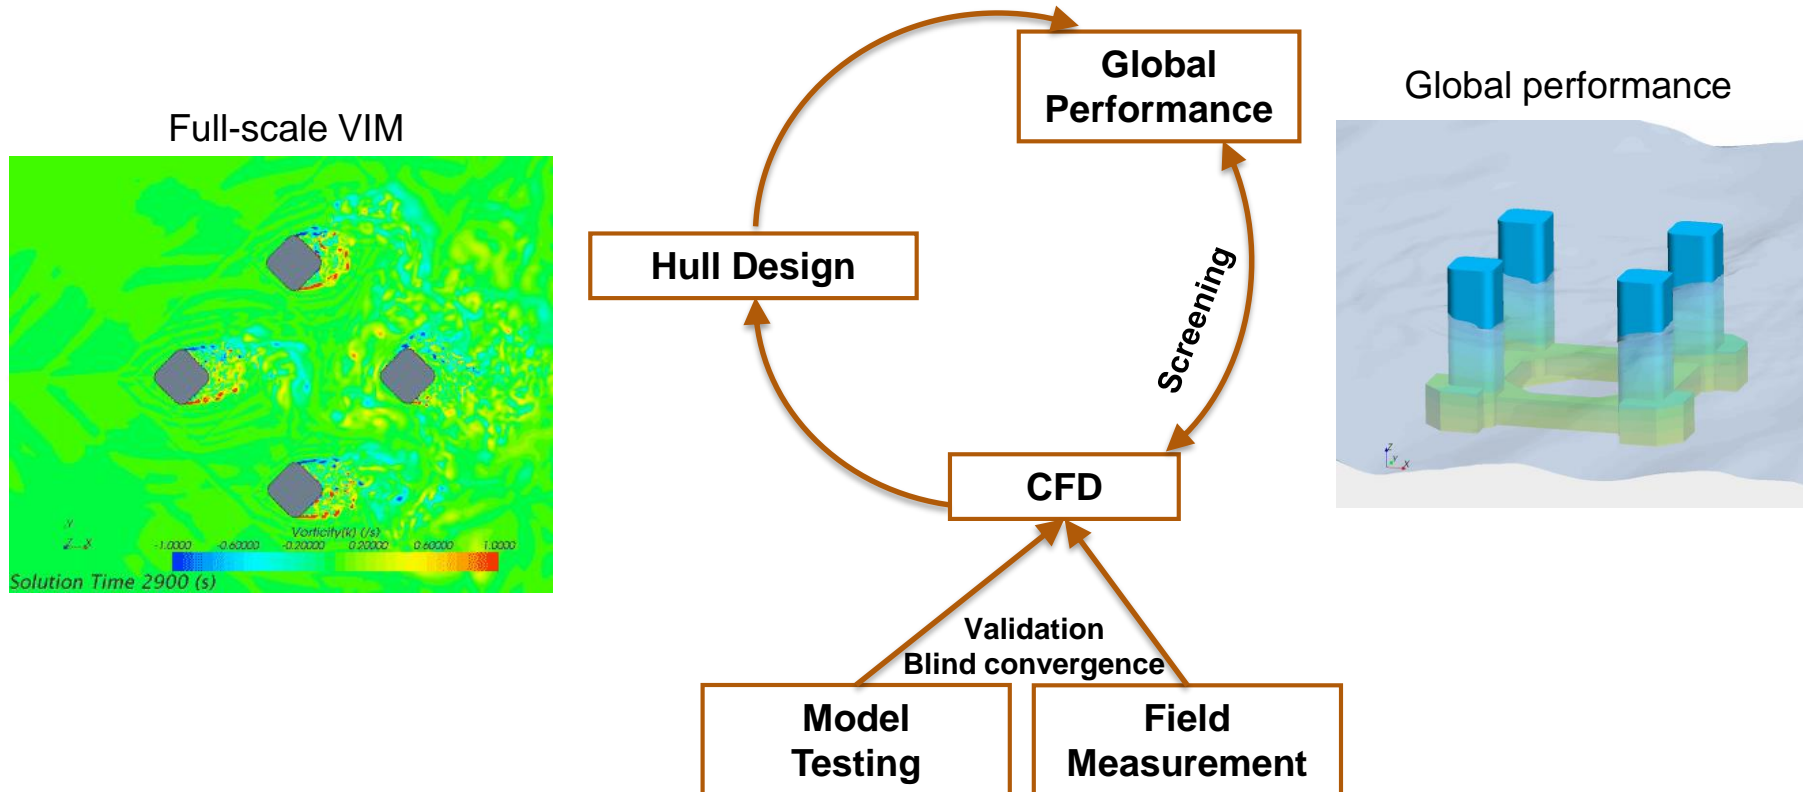 Global
Performance
Global performance
Full-scale VIM
Hull Design
Screening
CFD
Vorticity(k) (/s)
-1.0000 -0.60000 -0.20000 0.20000 0.60000 1.0000
Y
Z X
Solution Time 2900 (s)
Z
Y
X
Validation
Blind convergence
Model
Testing
Field
Measurement